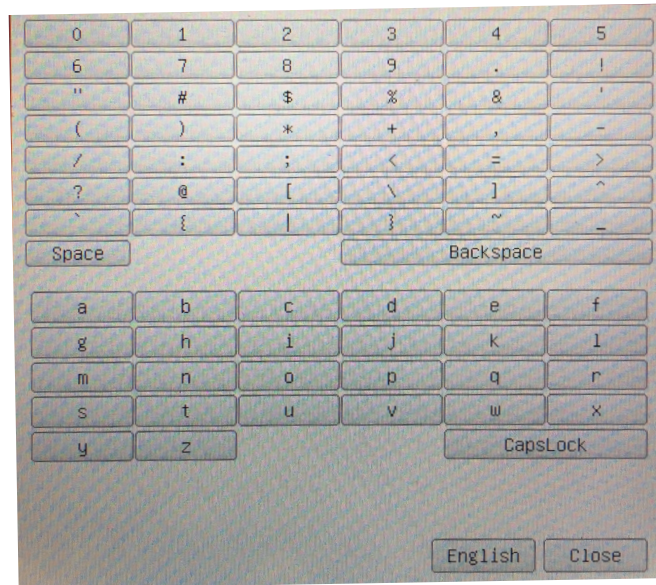 0 1 2 3 4 5
6 7 8 9 . !
" # $ % & '
( ) * + , -
/ : ; < = >
? @ [ \ ] ^
` { | } ~ _
Space Backspace
a b c d e f
g h i j k l
m n o p q r
s t u v w x
y z CapsLock
English Close